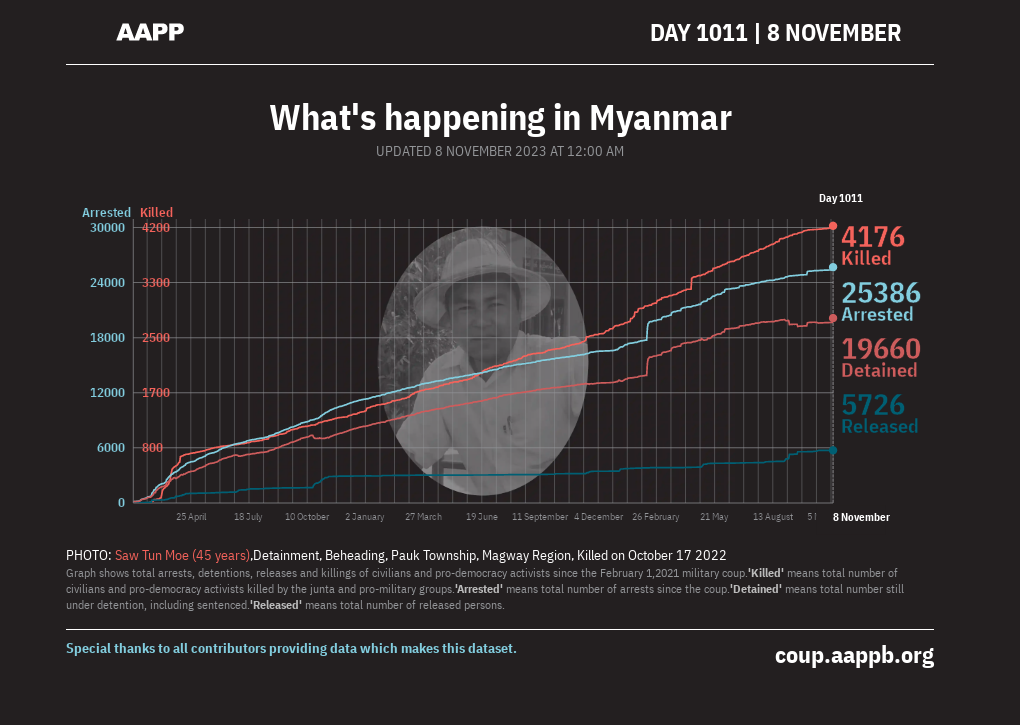 AAPP
DAY 1011 | 8 NOVEMBER
What's happening in Myanmar
UPDATED 8 NOVEMBER 2023 AT 12:00 AM
Day 1011
Arrested Killed
30000 4200
24000 3300
18000 2500
12000 1700
6000 800
0
4176
Killed
25386
Arrested
19660
Detained
5726
Released
25 April 18 July 10 October 2 January 27 March 19 June 11 September 4 December 26 February 21 May 13 August 8 November
PHOTO: Saw Tun Moe (45 years),Detainment, Beheading, Pauk Township, Magway Region, Killed on October 17 2022
Graph shows total arrests, detentions, releases and killings of civilians and pro-democracy activists since the February 1,2021 military coup.'Killed' means total number of
civilians and pro-democracy activists killed by the junta and pro-military groups.'Arrested' means total number of arrests since the coup.'Detained' means total number still
under detention, including sentenced.'Released' means total number of released persons.
Special thanks to all contributors providing data which makes this dataset.
coup.aappb.org